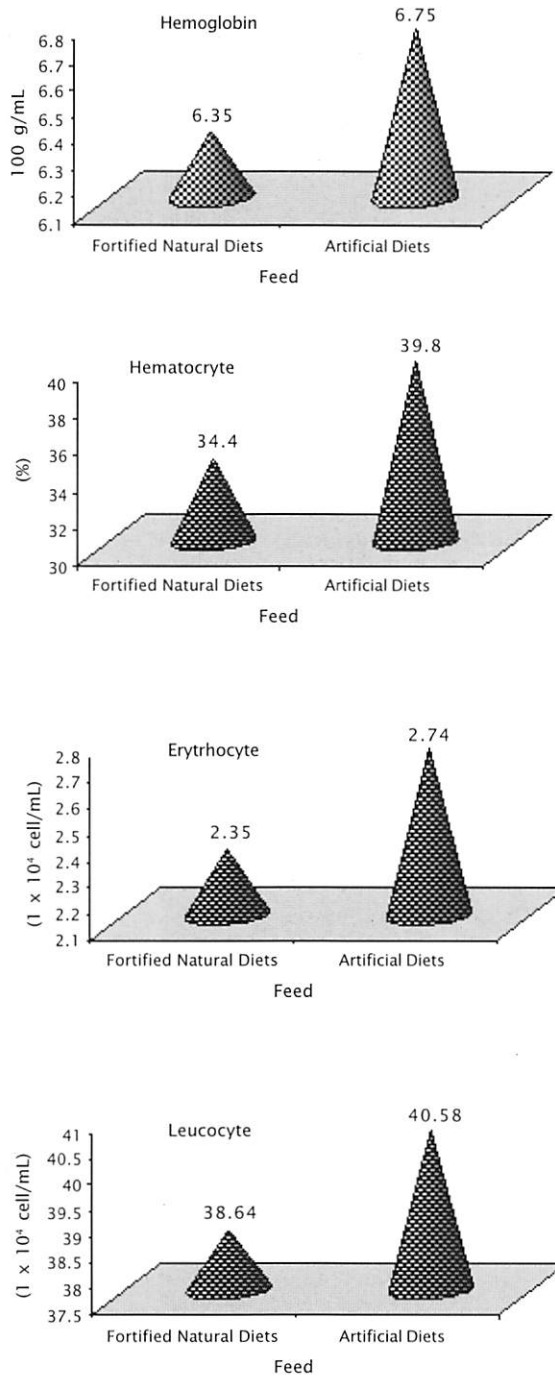 Hemoglobin
6.75
6.35
100 g/mL
6.8
6.7
6.6
6.5
6.4
6.3
6.2
6.1
Fortified Natural Diets
Artificial Diets
Feed
Hematocryte
39.8
34.4
(%)
40
38
36
34
32
30
Fortified Natural Diets
Artificial Diets
Feed
Erytrhocyte
2.74
2.35
(1 x 10⁴ cell/mL)
2.8
2.7
2.6
2.5
2.4
2.3
2.2
2.1
Fortified Natural Diets
Artificial Diets
Feed
Leucocyte
40.58
38.64
(1 x 10⁴ cell/mL)
41
40.5
40
39.5
39
38.5
38
37.5
Fortified Natural Diets
Artificial Diets
Feed